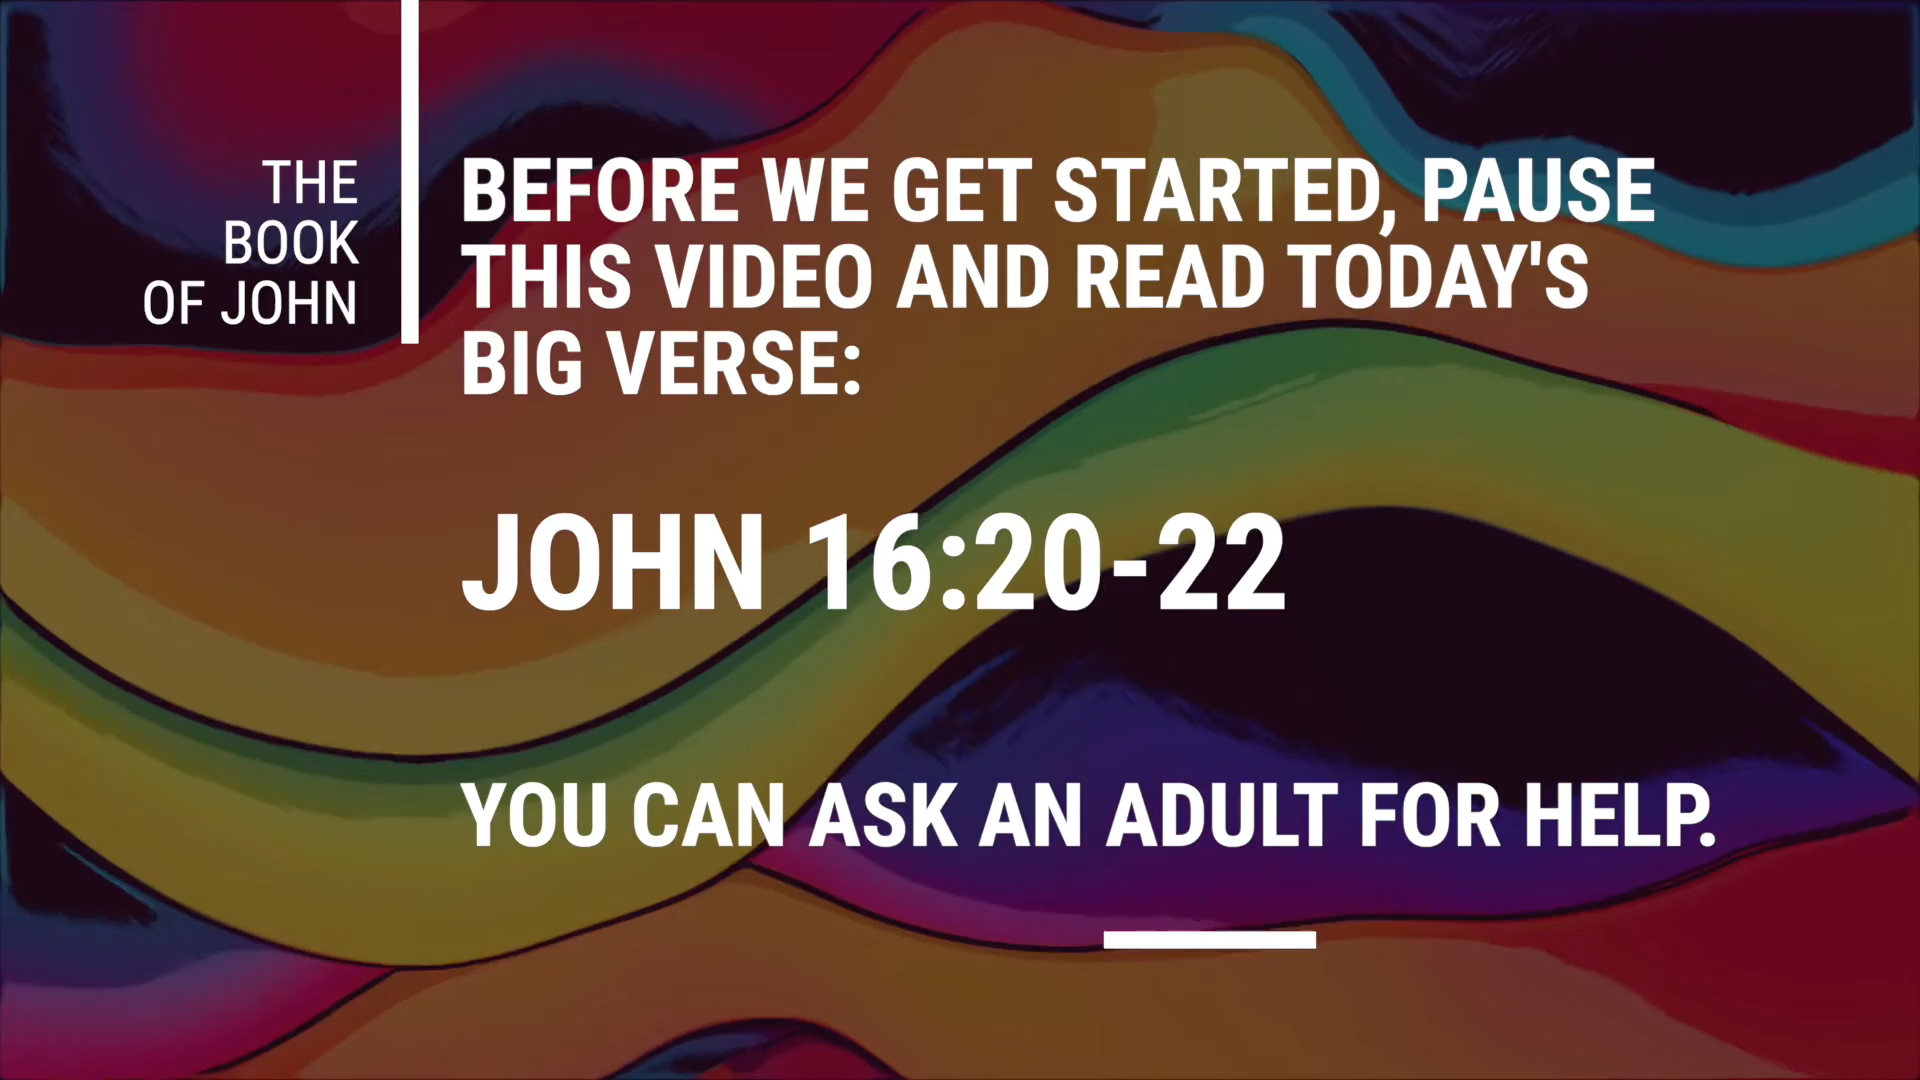 THE
BOOK
OF JOHN
BEFORE WE GET STARTED, PAUSE
THIS VIDEO AND READ TODAY'S
BIG VERSE:
JOHN 16:20-22
YOU CAN ASK AN ADULT FOR HELP.